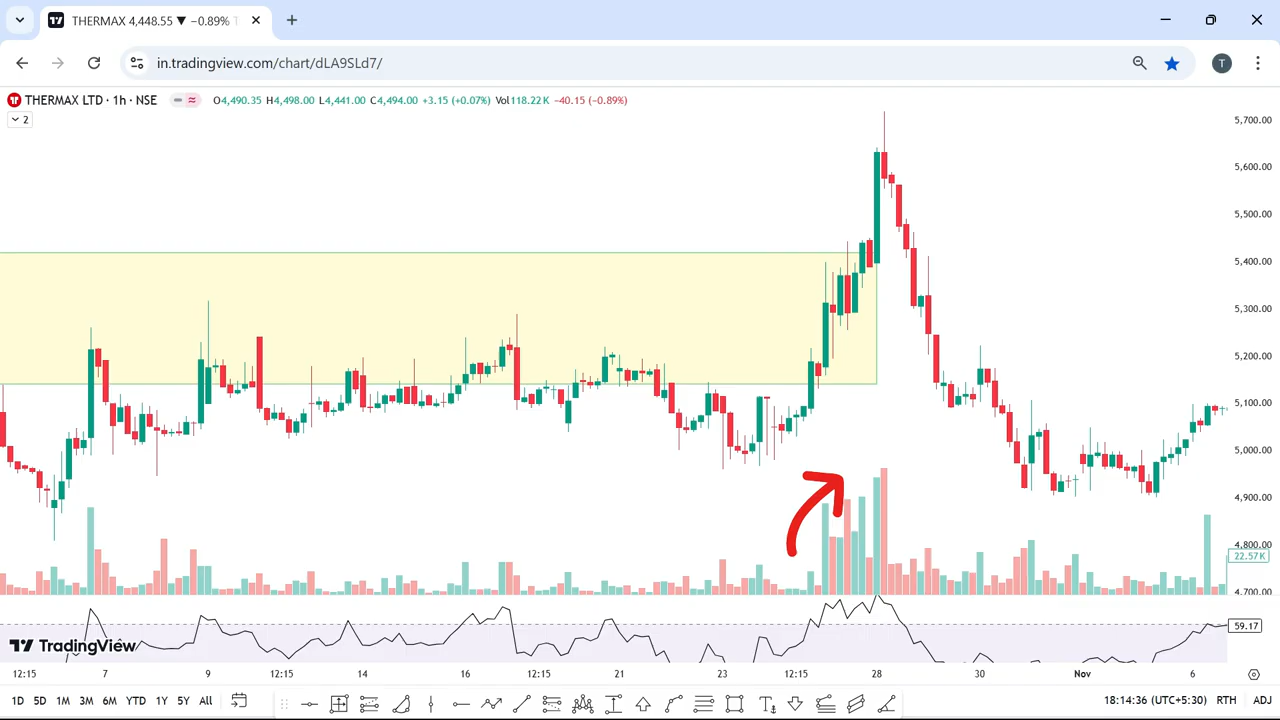 THERMAX 4,448.55 ▼ −0.89%
in.tradingview.com/chart/dLA9SLd7/
T
THERMAX LTD · 1h · NSE O4,490.35 H4,498.00 L4,441.00 C4,494.00 +3.15 (+0.07%) Vol118.22 K −40.15 (−0.89%)
2
5,700.00
5,600.00
5,500.00
5,400.00
5,300.00
5,200.00
5,100.00
5,000.00
4,900.00
4,800.00
22.57K
4,700.00
59.17
TradingView
12:15 7 9 12:15 14 16 12:15 21 23 12:15 28 30 Nov 6
1D 5D 1M 3M 6M YTD 1Y 5Y All 18:14:36 (UTC+5:30) RTH ADJ